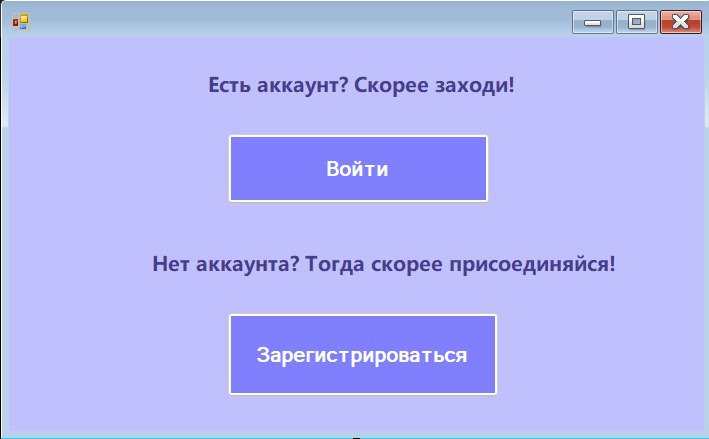 Есть аккаунт? Скорее заходи!
Войти
Нет аккаунта? Тогда скорее присоединяйся!
Зарегистрироваться